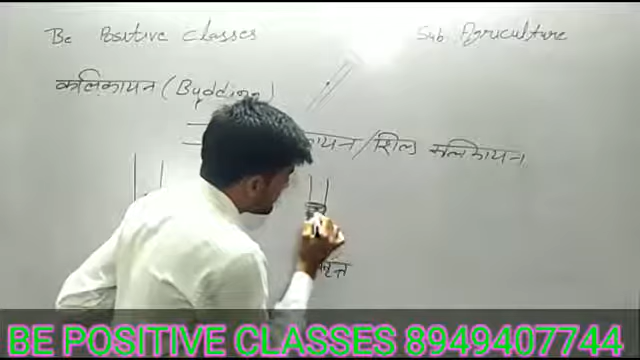 Be Positive Classes
Sub. Agriculture
कलिकायन (Budding)
कायन / शिल्ड कलिकायन
वृन्त
BE POSITIVE CLASSES 8949407744